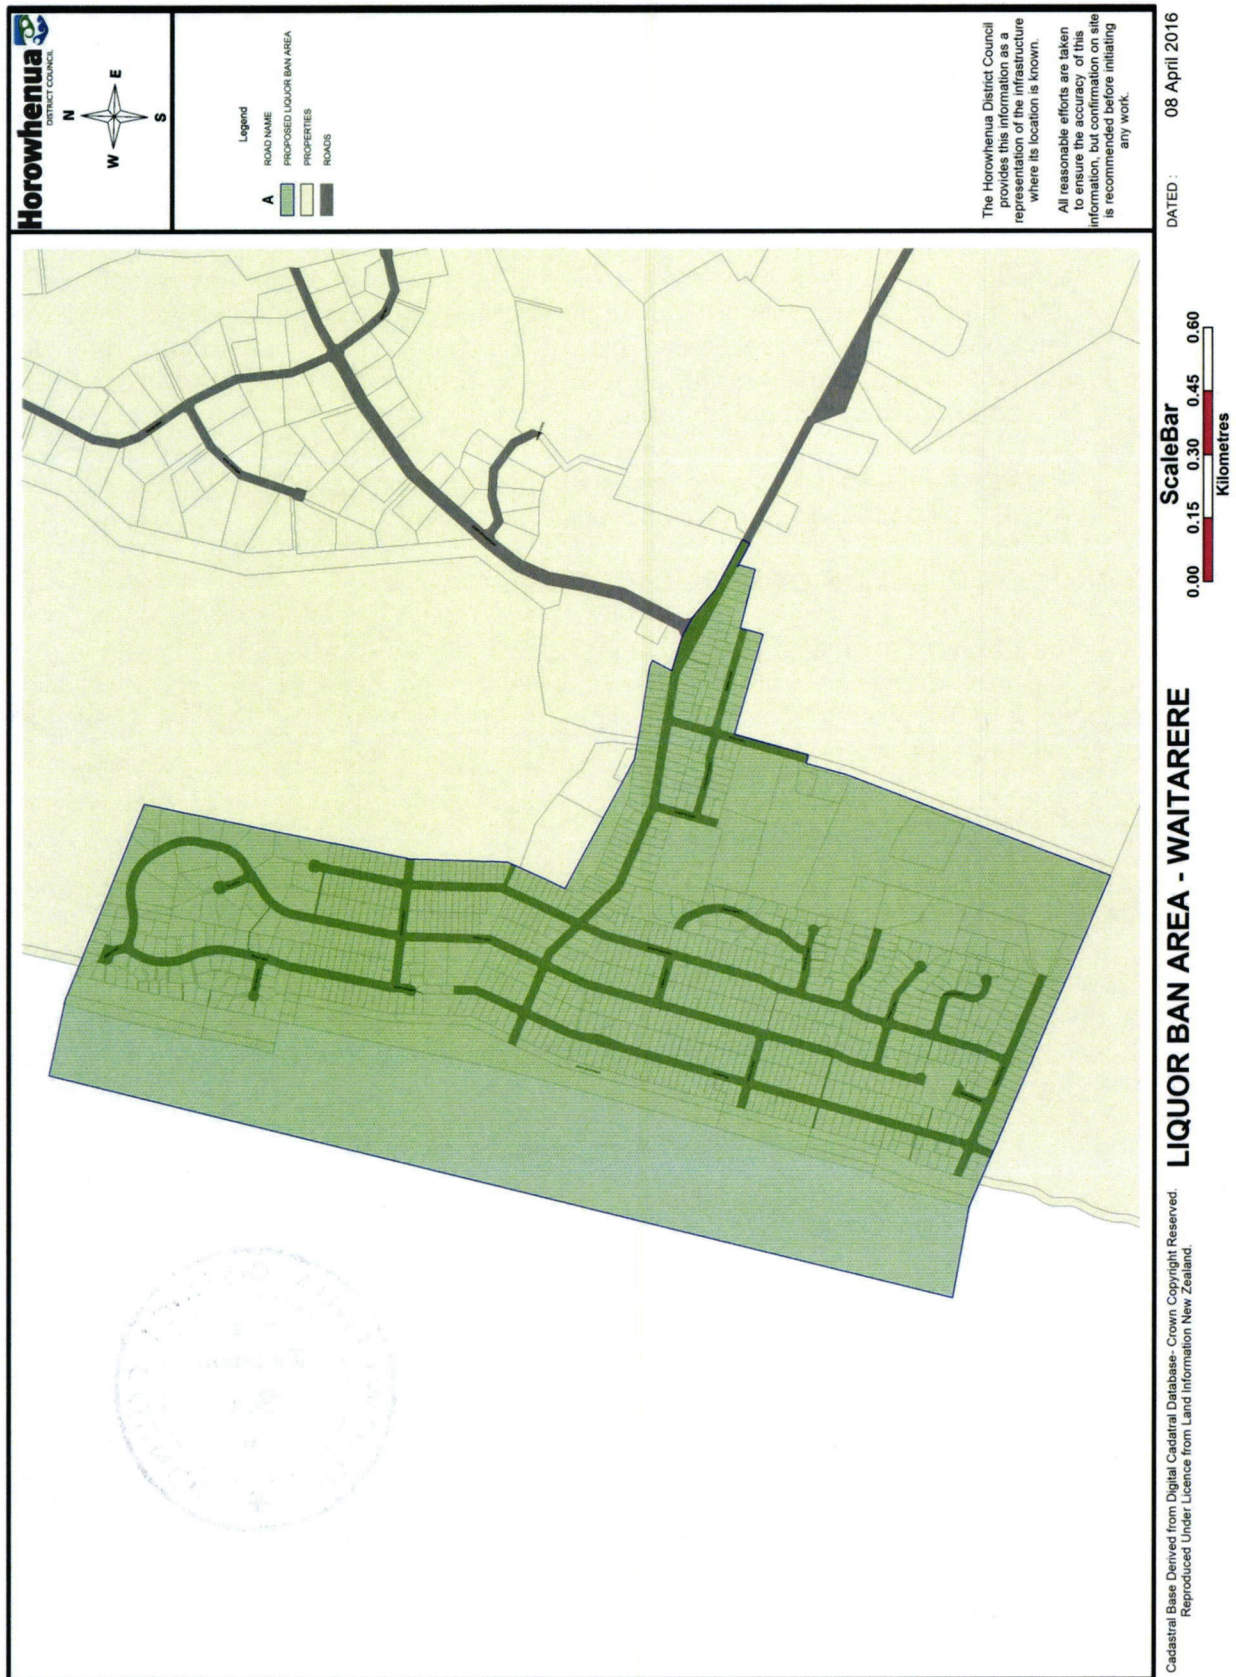 Horowhenua
DISTRICT COUNCIL
N
W E
S
Legend
A ROAD NAME
PROPOSED LIQUOR BAN AREA
PROPERTIES
ROADS
The Horowhenua District Council
provides this information as a
representation of the infrastructure
where its location is known.
All reasonable efforts are taken
to ensure the accuracy of this
information, but confirmation on site
is recommended before initiating
any work.
Cadastral Base Derived from Digital Cadatral Database- Crown Copyright Reserved.
Reproduced Under Licence from Land Information New Zealand.
LIQUOR BAN AREA - WAITARERE
ScaleBar
0.00 0.15 0.30 0.45 0.60
Kilometres
DATED : 08 April 2016